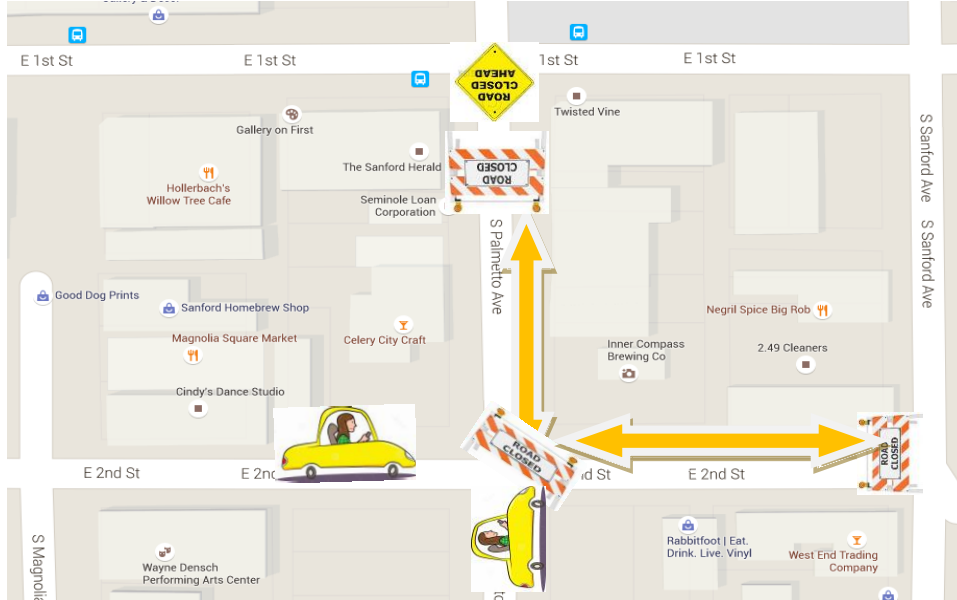 E 1st St
E 1st St
1st St
E 1st St
ROAD
CLOSED
AHEAD
Twisted Vine
Gallery on First
The Sanford Herald
ROAD
CLOSED
Hollerbach's
Willow Tree Cafe
Seminole Loan
Corporation
S Sanford Ave
S Sanford Ave
S Palmetto Ave
Good Dog Prints
Sanford Homebrew Shop
Negril Spice Big Rob
Magnolia Square Market
Celery City Craft
Inner Compass
Brewing Co
2.49 Cleaners
Cindy's Dance Studio
ROAD
CLOSED
ROAD
CLOSED
E 2nd St
E 2nd
nd St
E 2nd St
Rabbitfoot | Eat.
Drink. Live. Vinyl
West End Trading
Company
Wayne Densch
Performing Arts Center
S Magnolia